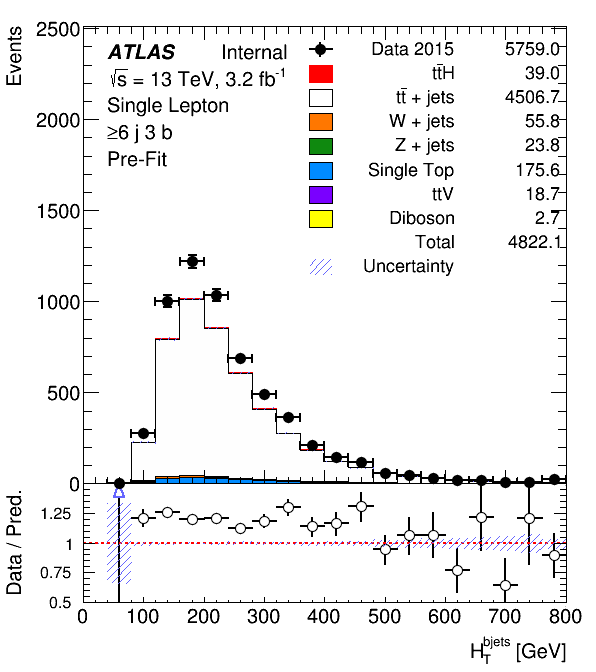 Events
2500
2000
1500
1000
500
0
ATLAS Internal
√s = 13 TeV, 3.2 fb⁻¹
Single Lepton
≥6 j 3 b
Pre-Fit
Data 2015 5759.0
tt̄H 39.0
tt̄ + jets 4506.7
W + jets 55.8
Z + jets 23.8
Single Top 175.6
ttV 18.7
Diboson 2.7
Total 4822.1
Uncertainty
Data / Pred.
1.25
1
0.75
0.5
0 100 200 300 400 500 600 700 800
H_T^bjets [GeV]